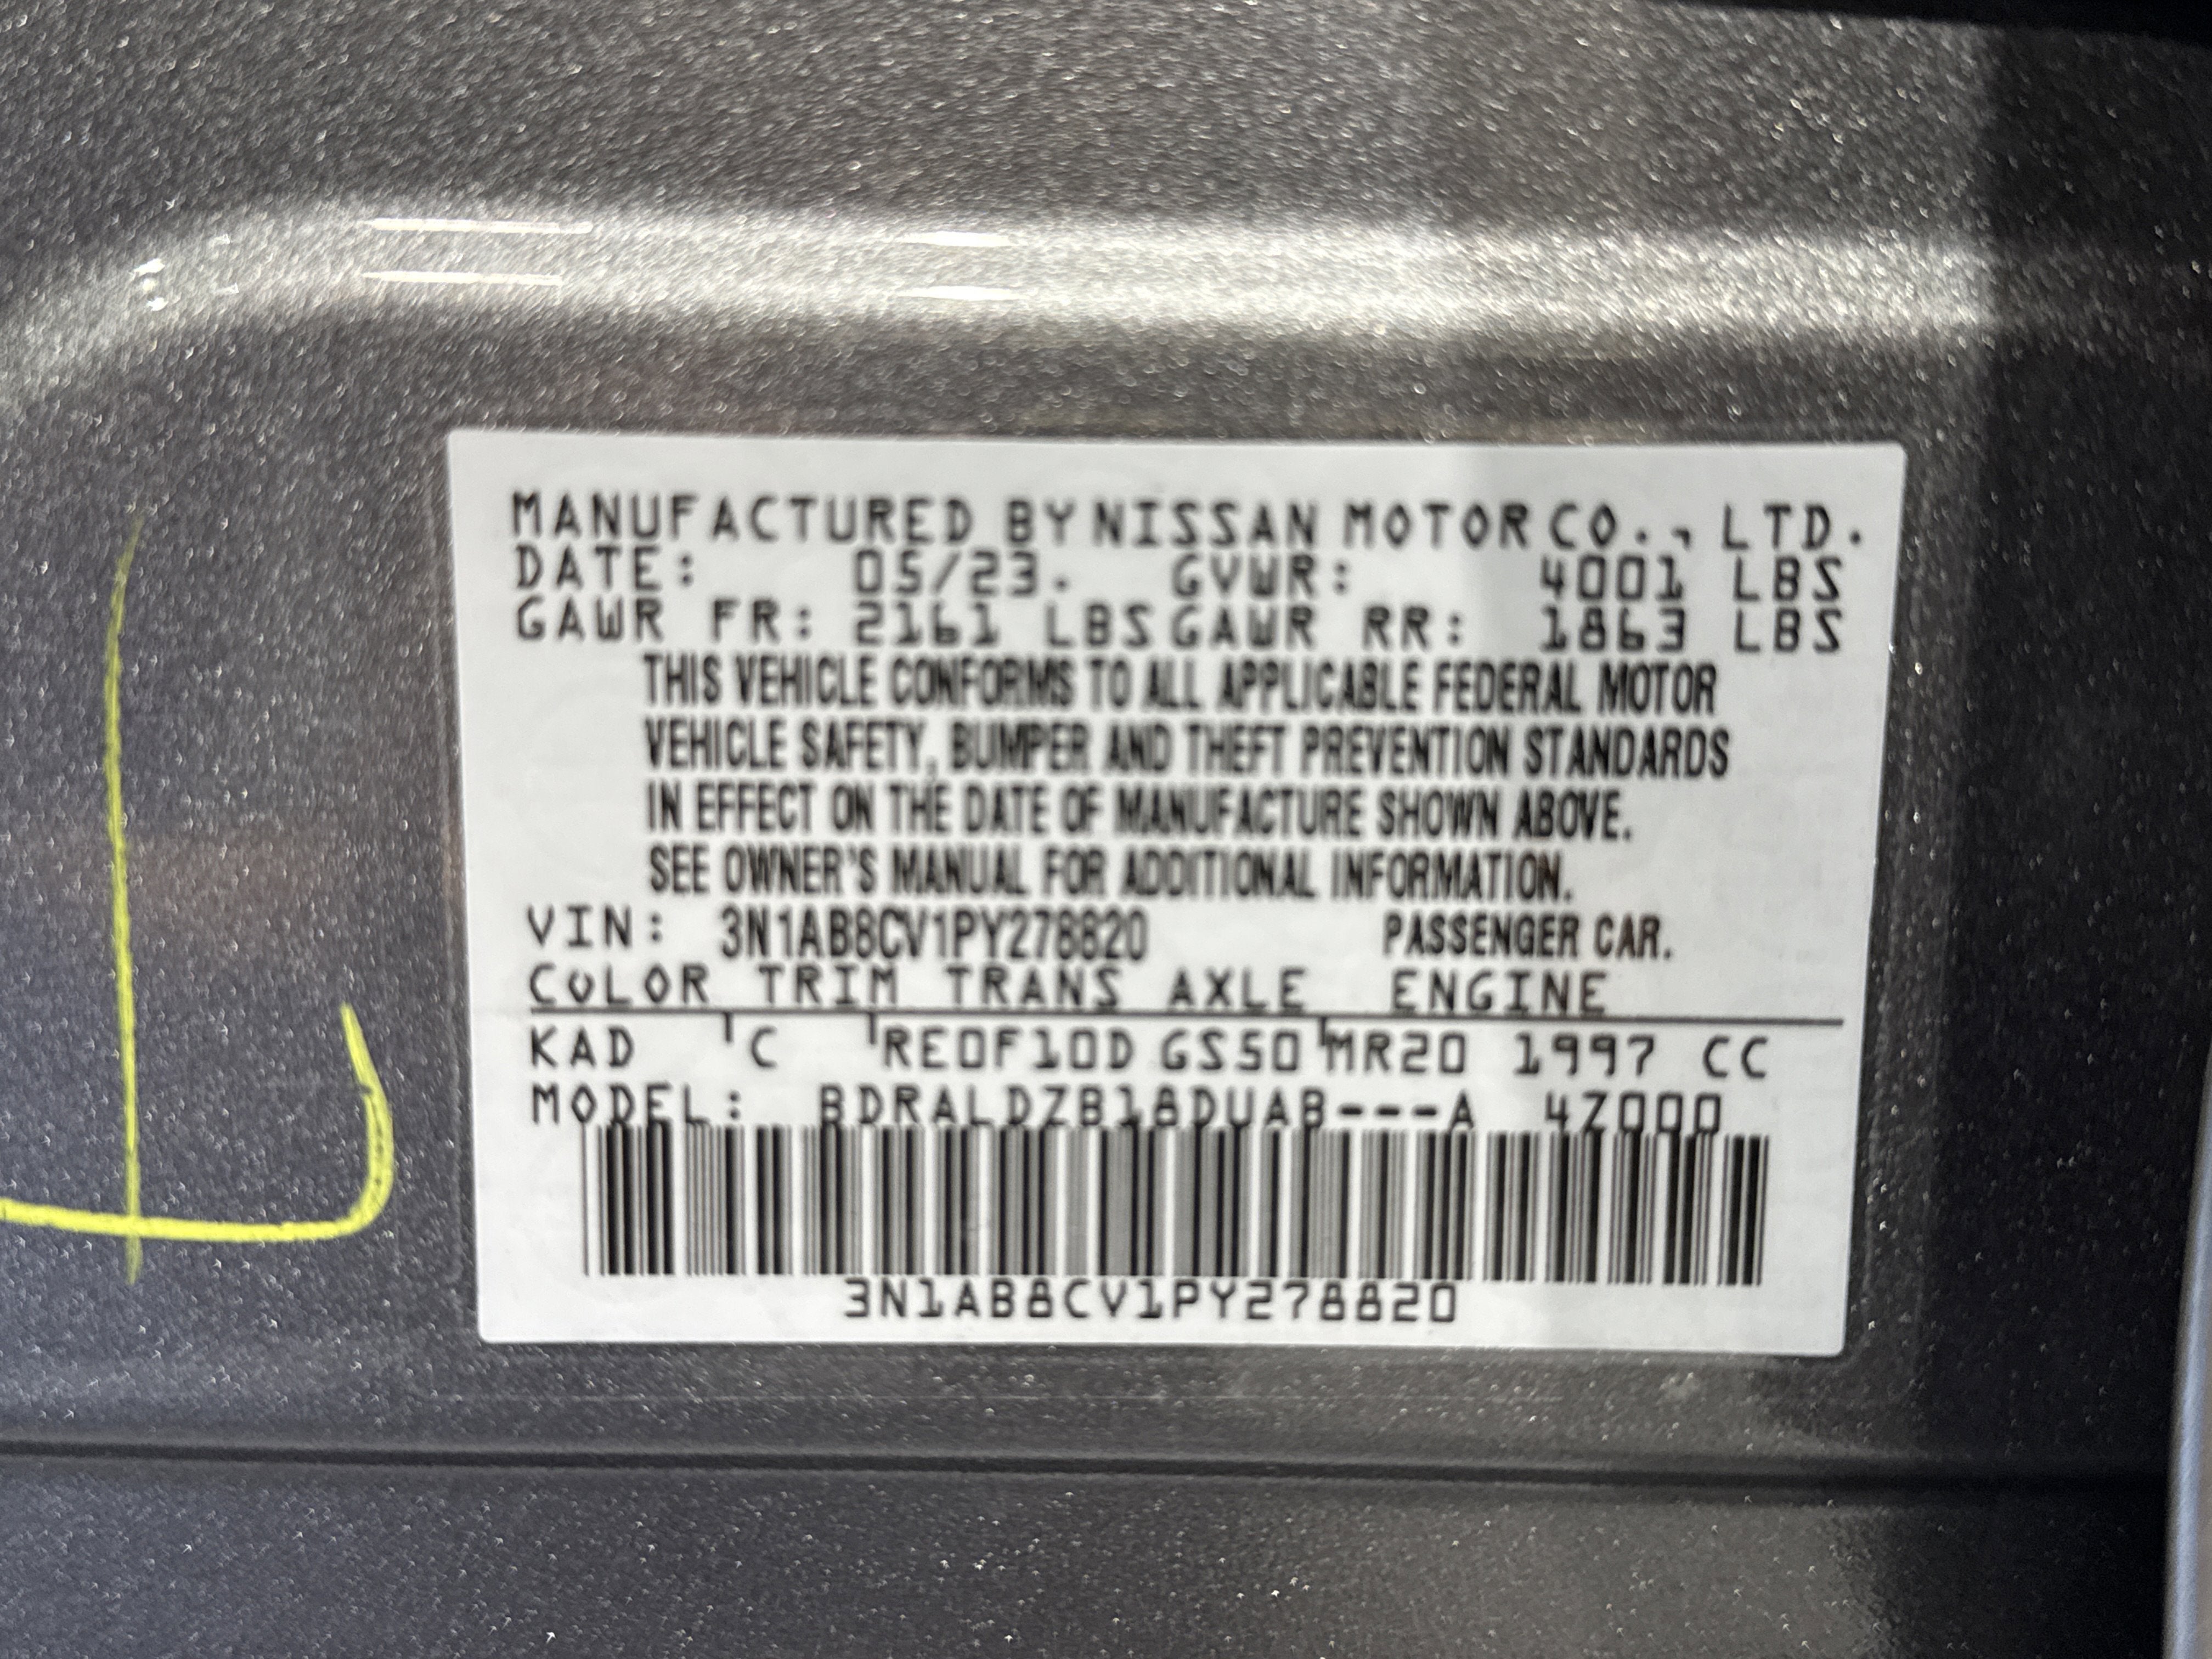 MANUFACTURED BY NISSAN MOTOR CO., LTD.
DATE: 05/23. GVWR: 4001 LBS
GAWR FR: 2161 LBS GAWR RR: 1863 LBS
THIS VEHICLE CONFORMS TO ALL APPLICABLE FEDERAL MOTOR
VEHICLE SAFETY, BUMPER AND THEFT PREVENTION STANDARDS
IN EFFECT ON THE DATE OF MANUFACTURE SHOWN ABOVE.
SEE OWNER'S MANUAL FOR ADDITIONAL INFORMATION.
VIN: 3N1AB8CV1PY278820 PASSENGER CAR.
COLOR TRIM TRANS AXLE ENGINE
KAD C RE0F10D GS50 MR20 1997 CC
MODEL: BDRALDZB18DUAB---A 4Z000
3N1AB8CV1PY278820